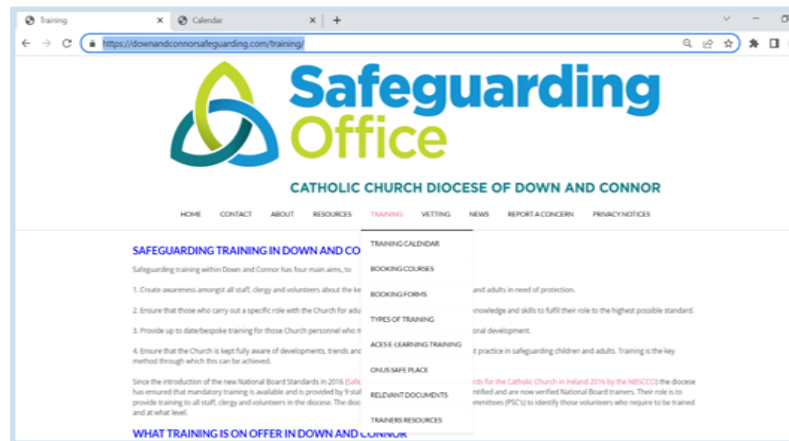 Training
Calendar
https://downandconnorsafeguarding.com/training/
Safeguarding
Office
CATHOLIC CHURCH DIOCESE OF DOWN AND CONNOR
HOME CONTACT ABOUT RESOURCES TRAINING VETTING NEWS REPORT A CONCERN PRIVACY NOTICES
TRAINING CALENDAR
BOOKING COURSES
BOOKING FORMS
TYPES OF TRAINING
ACES E-LEARNING TRAINING
ONUS SAFE PLACE
RELEVANT DOCUMENTS
TRAINERS RESOURCES
SAFEGUARDING TRAINING IN DOWN AND CO
Safeguarding training within Down and Connor has four main aims, to
1. Create awareness amongst all staff, clergy and volunteers about the ke and adults in need of protection.
2. Ensure that those who carry out a specific role with the Church for adu nowledge and skills to fulfil their role to the highest possible standard.
3. Provide up to date/bespoke training for those Church personnel who n onal development.
4. Ensure that the Church is kept fully aware of developments, trends and t practice in safeguarding children and adults. Training is the key
method through which this can be achieved.
Since the introduction of the new National Board Standards in 2016 (Safe rds for the Catholic Church in Ireland 2016 by the NBSCCCI) the diocese
has ensured that mandatory training is available and is provided by 9 staf ntified and are now verified National Board trainers. Their role is to
provide training to all staff, clergy and volunteers in the diocese. The dioc ommittees (PSC's) to identify those volunteers who require to be trained
and at what level.
WHAT TRAINING IS ON OFFER IN DOWN AND CONNOR